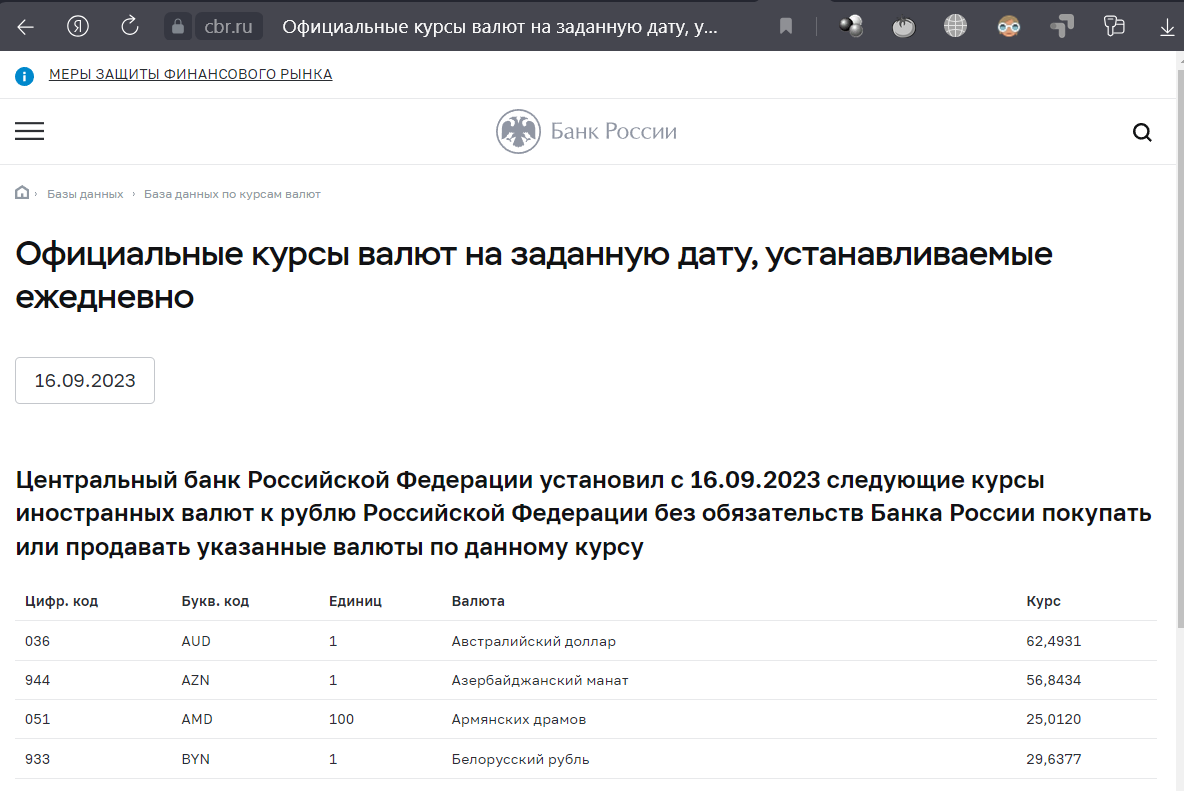 Я cbr.ru Официальные курсы валют на заданную дату, у...
i МЕРЫ ЗАЩИТЫ ФИНАНСОВОГО РЫНКА
Банк России
Базы данных › База данных по курсам валют
Официальные курсы валют на заданную дату, устанавливаемые
ежедневно
16.09.2023
Центральный банк Российской Федерации установил с 16.09.2023 следующие курсы
иностранных валют к рублю Российской Федерации без обязательств Банка России покупать
или продавать указанные валюты по данному курсу
Цифр. код Букв. код Единиц Валюта Курс
036 AUD 1 Австралийский доллар 62,4931
944 AZN 1 Азербайджанский манат 56,8434
051 AMD 100 Армянских драмов 25,0120
933 BYN 1 Белорусский рубль 29,6377